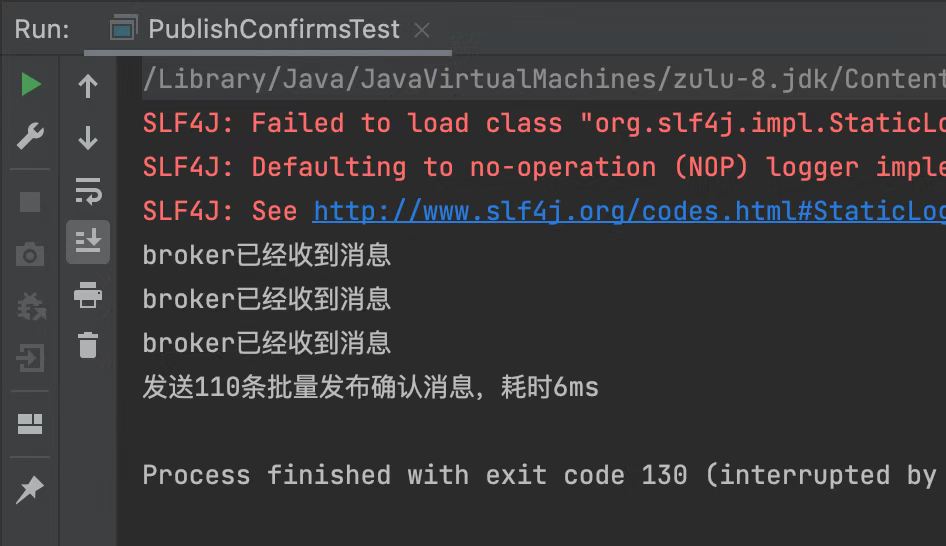 Run: PublishConfirmsTest
/Library/Java/JavaVirtualMachines/zulu-8.jdk/Content
SLF4J: Failed to load class "org.slf4j.impl.StaticLo
SLF4J: Defaulting to no-operation (NOP) logger imple
SLF4J: See http://www.slf4j.org/codes.html#StaticLog
broker已经收到消息
broker已经收到消息
broker已经收到消息
发送110条批量发布确认消息，耗时6ms
Process finished with exit code 130 (interrupted by